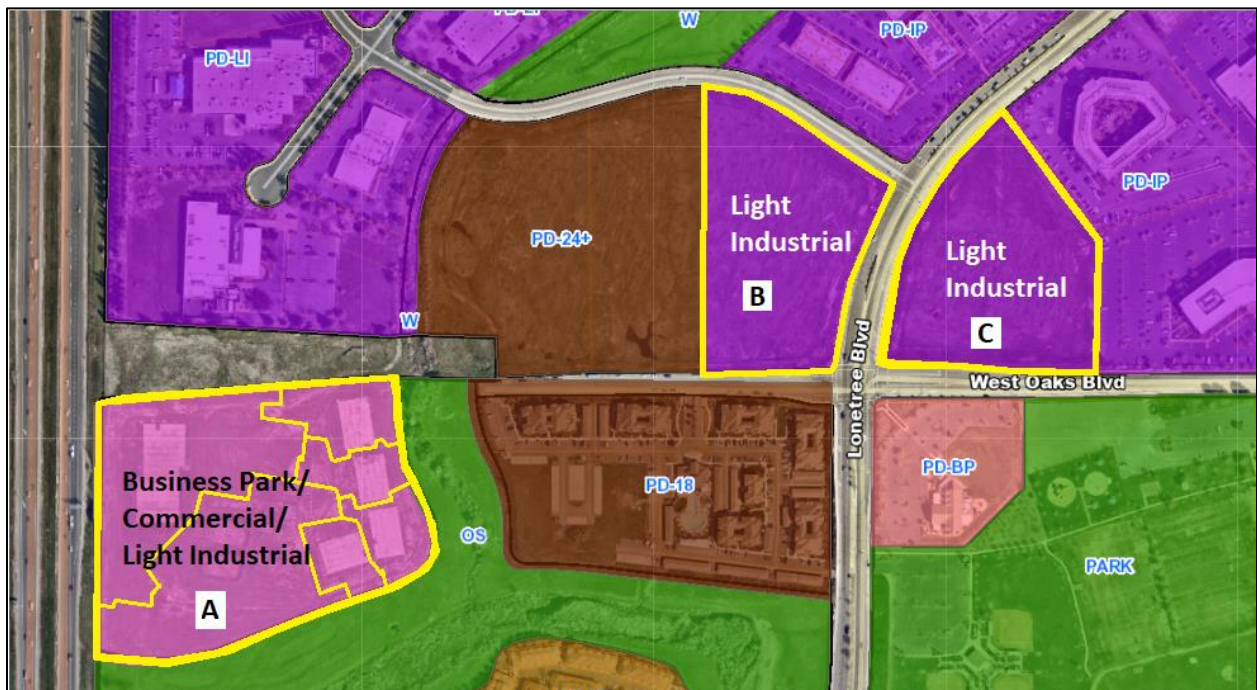 W
PD-IP
PD-LI
PD-IP
Light
Industrial
B
PD-24+
Light
Industrial
C
W
Lonetree Blvd
West Oaks Blvd
Business Park/
Commercial/
Light Industrial
A
PD-18
PD-BP
OS
PARK